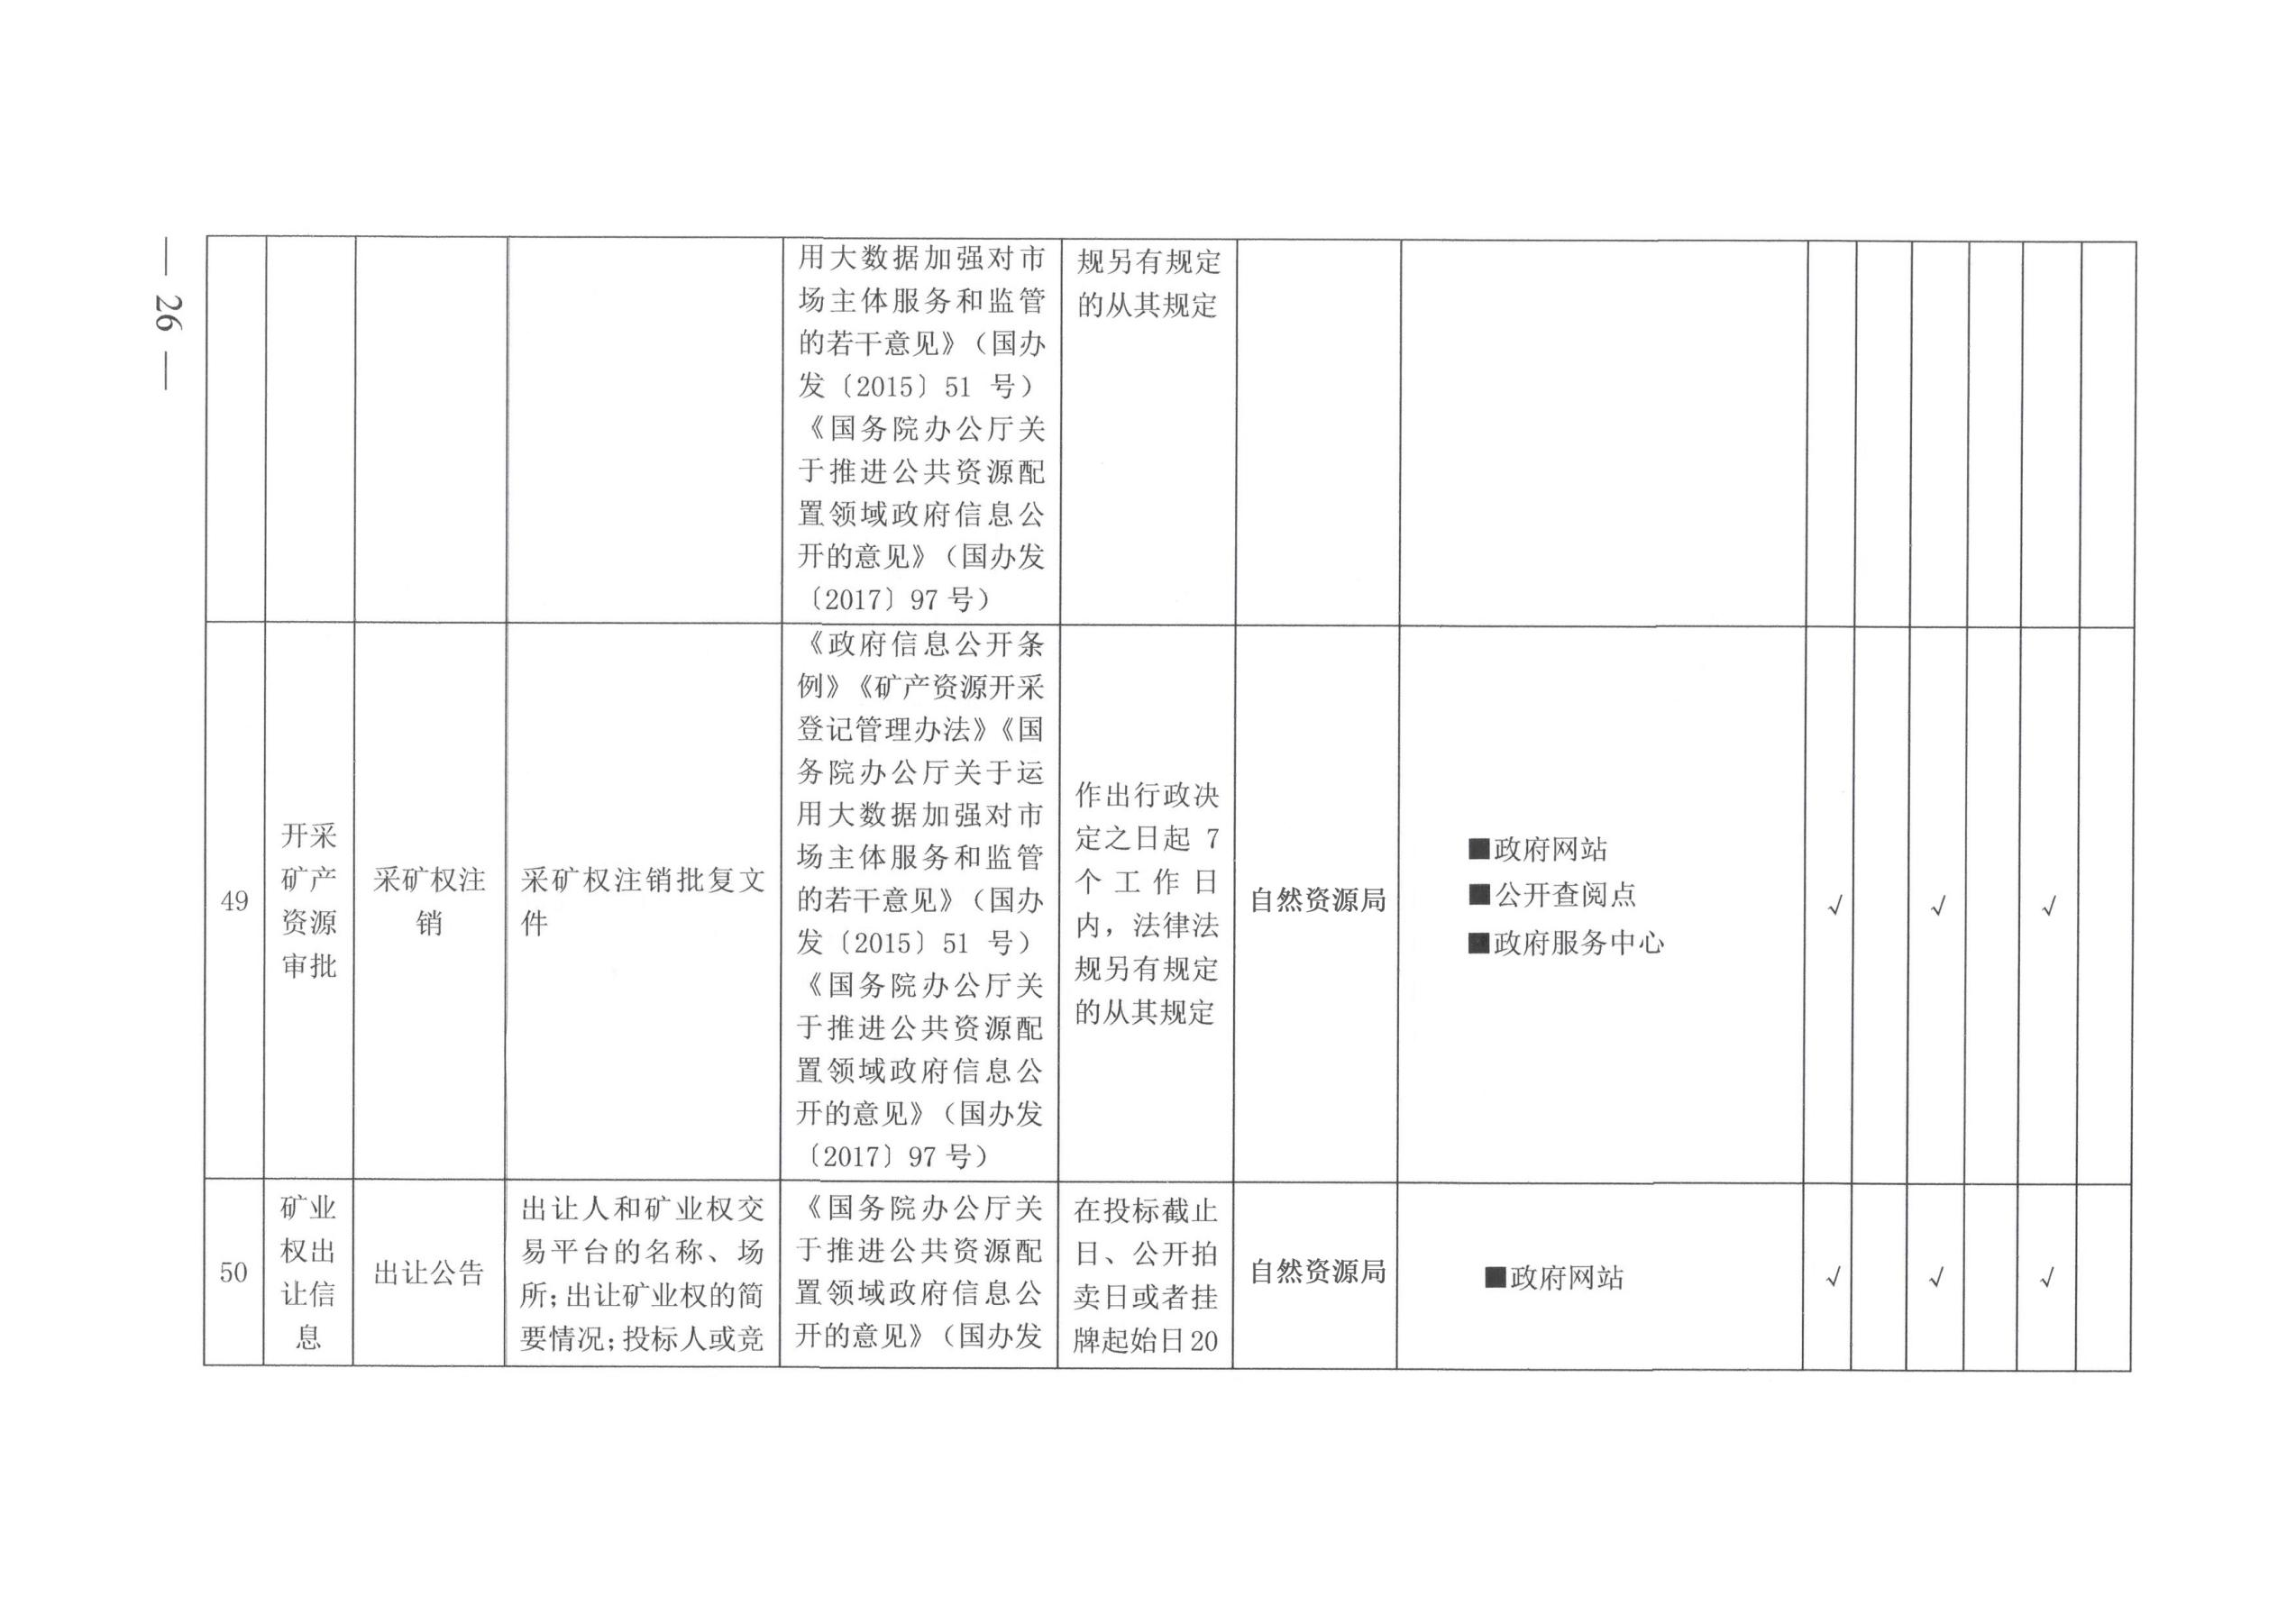 — 26 —
用大数据加强对市
场主体服务和监管
的若干意见》（国办
发〔2015〕51 号）
《国务院办公厅关
于推进公共资源配
置领域政府信息公
开的意见》（国办发
〔2017〕97 号）
规另有规定
的从其规定
49
开采
矿产
资源
审批
采矿权注
销
采矿权注销批复文
件
《政府信息公开条
例》《矿产资源开采
登记管理办法》《国
务院办公厅关于运
用大数据加强对市
场主体服务和监管
的若干意见》（国办
发〔2015〕51 号）
《国务院办公厅关
于推进公共资源配
置领域政府信息公
开的意见》（国办发
〔2017〕97 号）
作出行政决
定之日起 7
个工作日
内，法律法
规另有规定
的从其规定
自然资源局
■政府网站
■公开查阅点
■政府服务中心
√
√
√
50
矿业
权出
让信
息
出让公告
出让人和矿业权交
易平台的名称、场
所；出让矿业权的简
要情况；投标人或竞
《国务院办公厅关
于推进公共资源配
置领域政府信息公
开的意见》（国办发
在投标截止
日、公开拍
卖日或者挂
牌起始日20
自然资源局
■政府网站
√
√
√